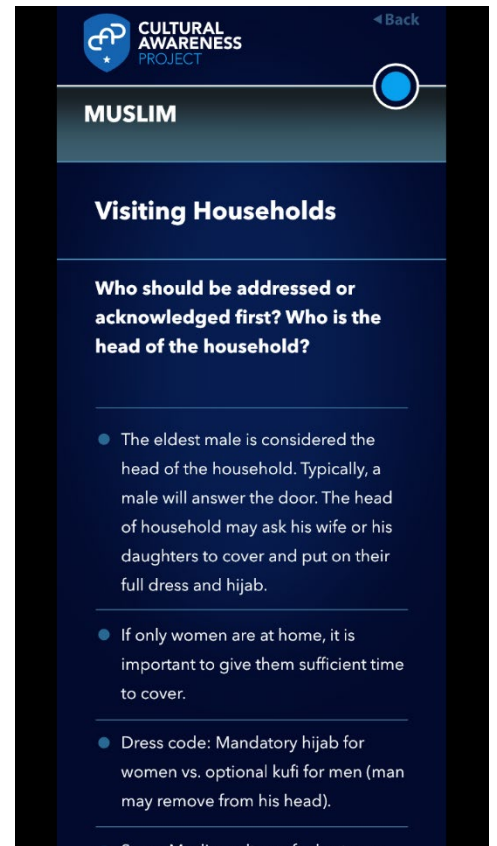 CULTURAL
AWARENESS
PROJECT
◄Back
MUSLIM
Visiting Households
Who should be addressed or
acknowledged first? Who is the
head of the household?
The eldest male is considered the
head of the household. Typically, a
male will answer the door. The head
of household may ask his wife or his
daughters to cover and put on their
full dress and hijab.
If only women are at home, it is
important to give them sufficient time
to cover.
Dress code: Mandatory hijab for
women vs. optional kufi for men (man
may remove from his head).